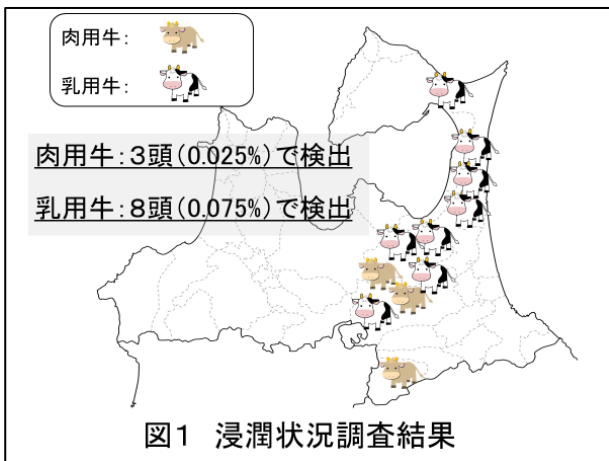 肉用牛：
乳用牛：
肉用牛：３頭（０.０２５％）で検出
乳用牛：８頭（０.０７５％）で検出
図１　浸潤状況調査結果